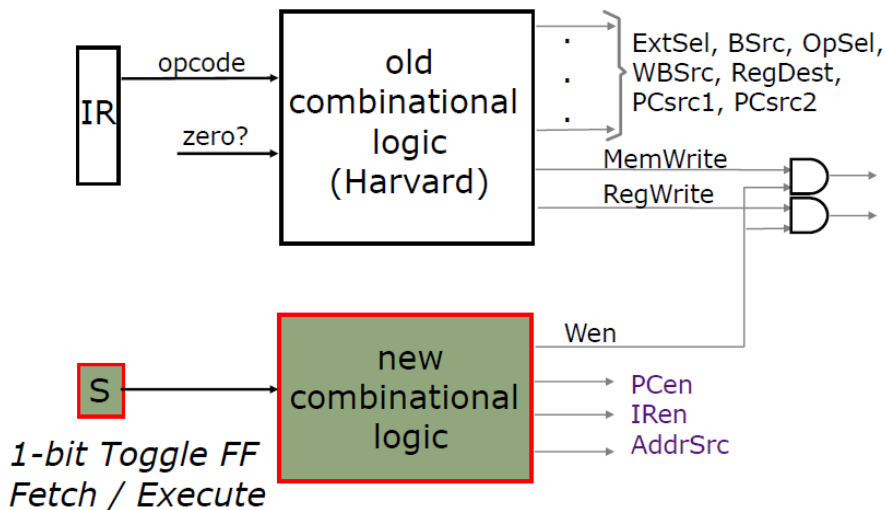 IR
opcode
zero?
old
combinational
logic
(Harvard)
.
.
.
ExtSel, BSrc, OpSel,
WBSrc, RegDest,
PCsrc1, PCsrc2
MemWrite
RegWrite
S
new
combinational
logic
Wen
PCen
IRen
AddrSrc
1-bit Toggle FF
Fetch / Execute